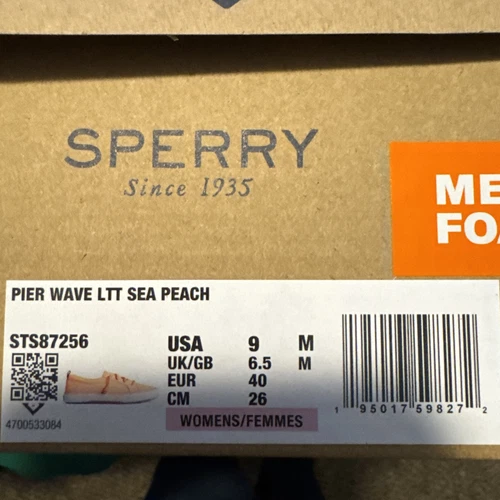 SPERRY
Since 1935
ME
FOA
PIER WAVE LTT SEA PEACH
STS87256
USA 9 M
UK/GB 6.5 M
EUR 40
CM 26
WOMENS/FEMMES
4700533084
1 95017 59827 2